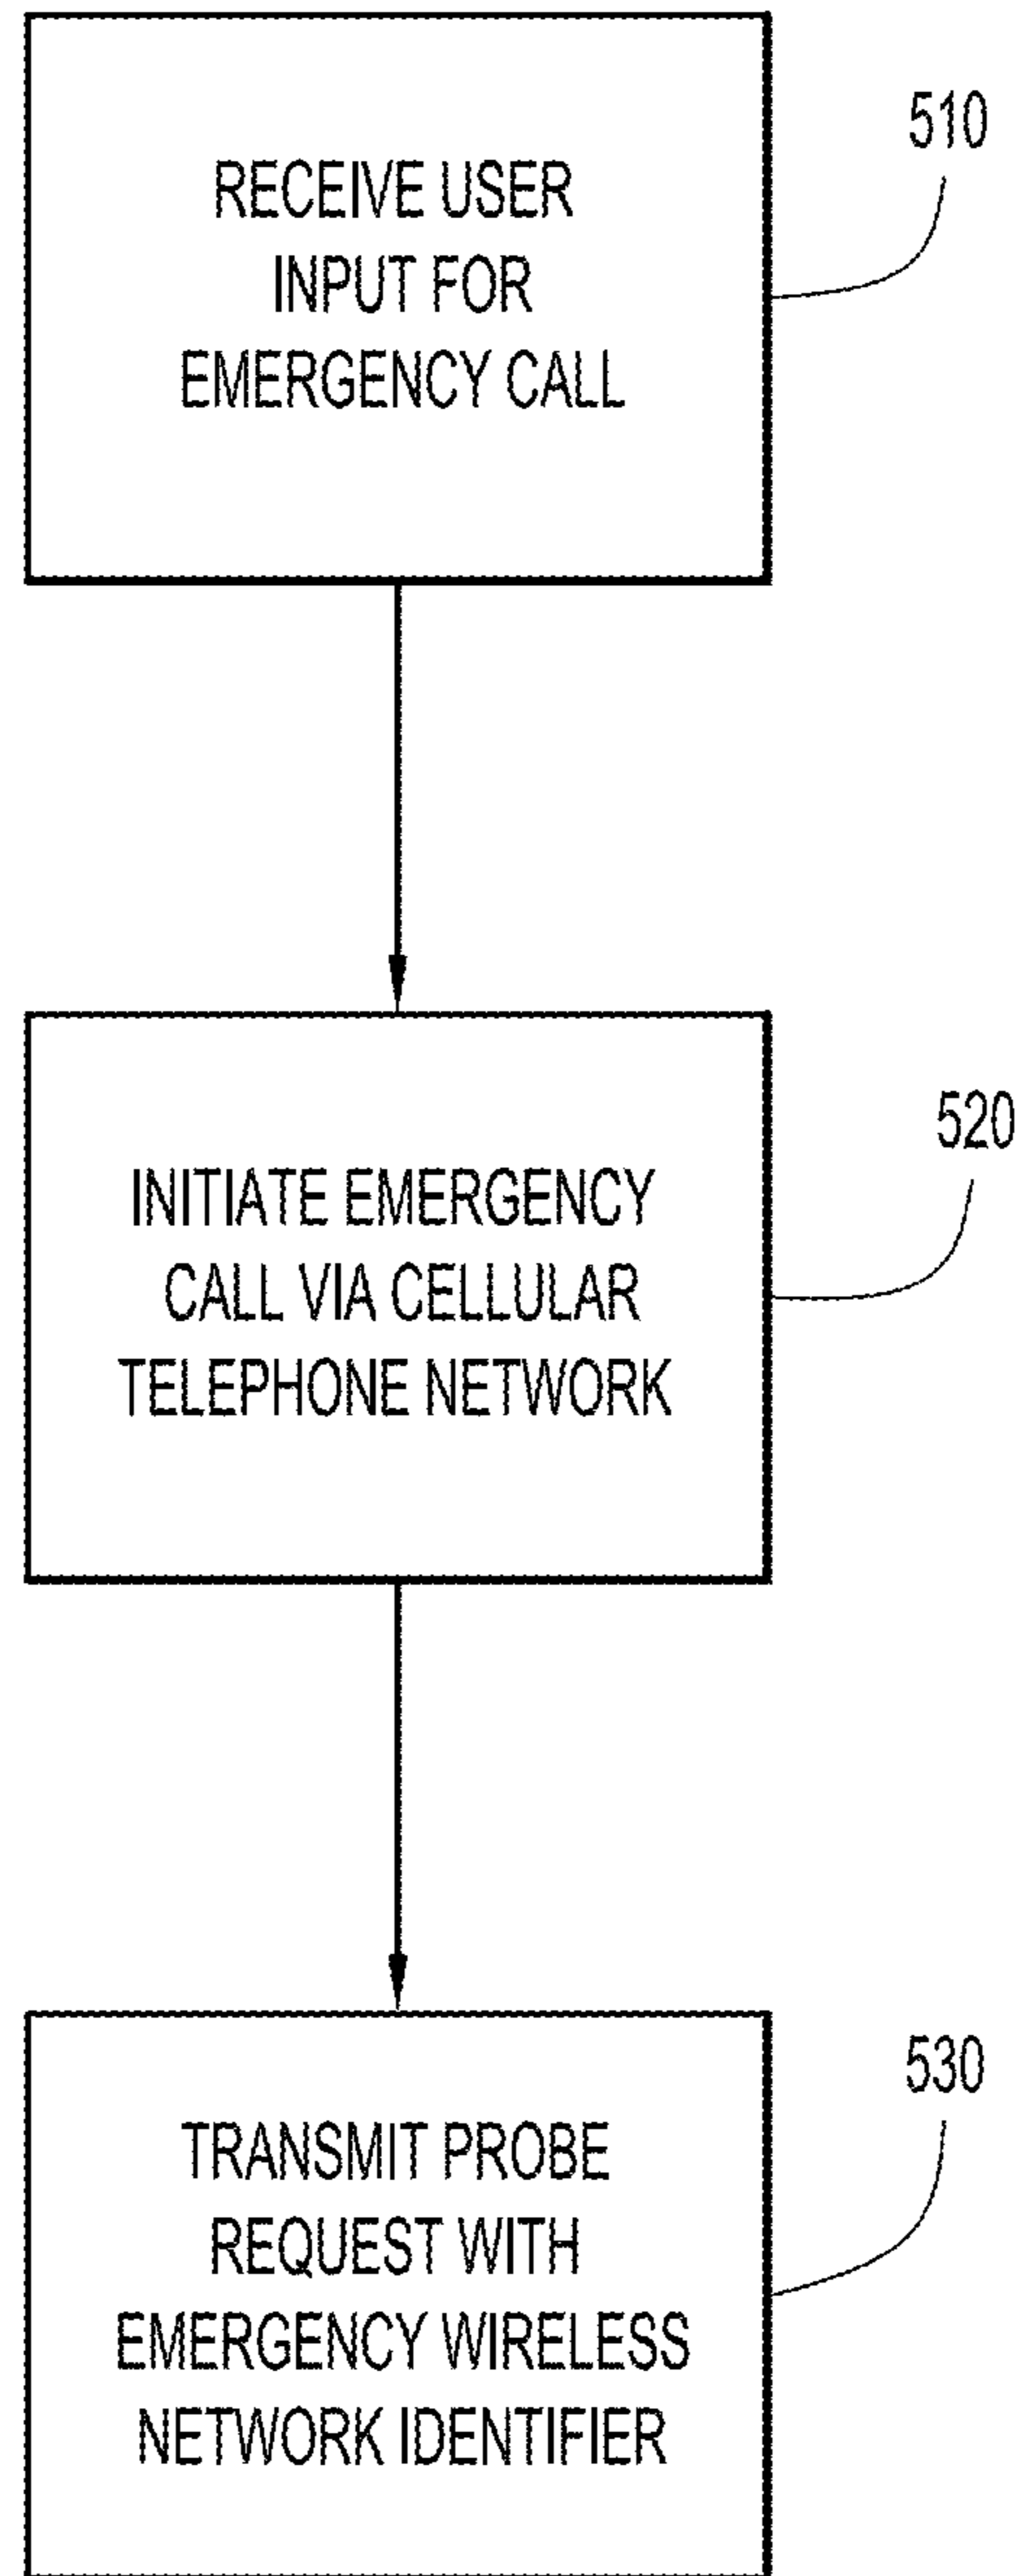 RECEIVE USER
INPUT FOR
EMERGENCY CALL
510
INITIATE EMERGENCY
CALL VIA CELLULAR
TELEPHONE NETWORK
520
TRANSMIT PROBE
REQUEST WITH
EMERGENCY WIRELESS
NETWORK IDENTIFIER
530